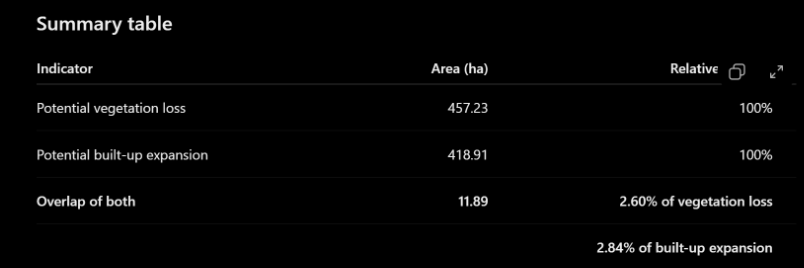 Summary table
Indicator Area (ha) Relative
Potential vegetation loss 457.23 100%
Potential built-up expansion 418.91 100%
Overlap of both 11.89 2.60% of vegetation loss
2.84% of built-up expansion